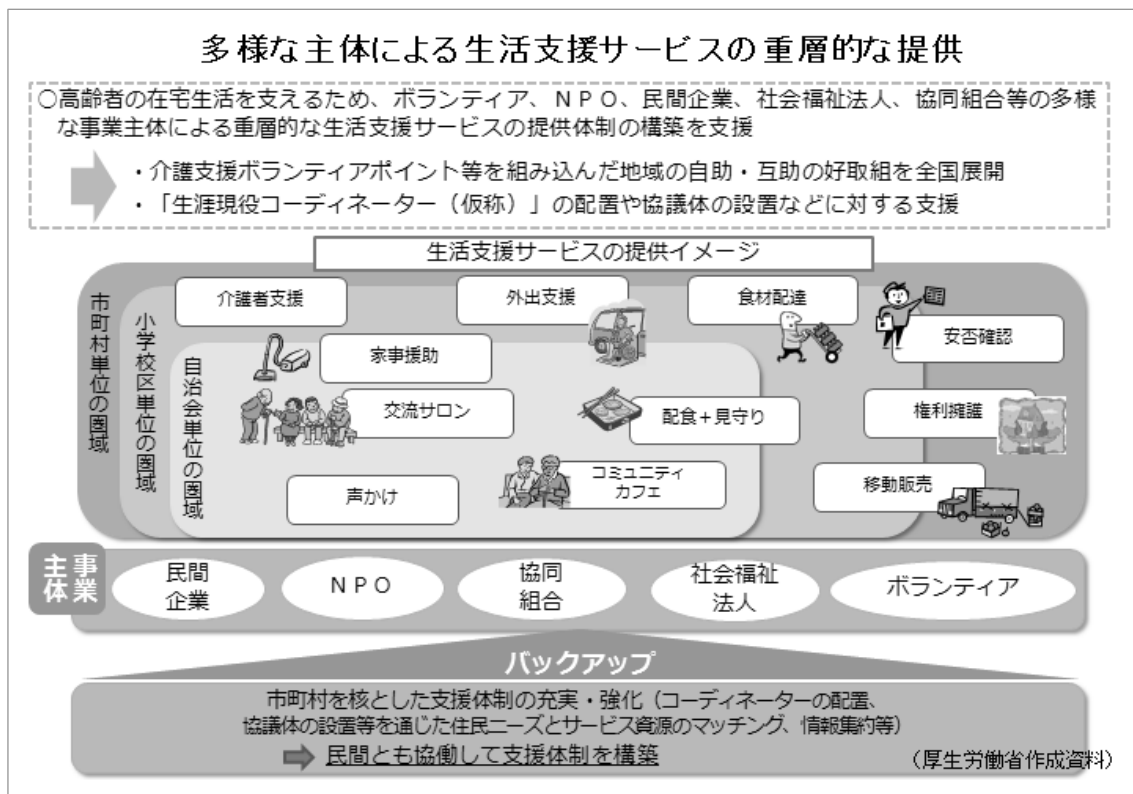 多様な主体による生活支援サービスの重層的な提供
○高齢者の在宅生活を支えるため、ボランティア、ＮＰＯ、民間企業、社会福祉法人、協同組合等の多様
な事業主体による重層的な生活支援サービスの提供体制の構築を支援
・介護支援ボランティアポイント等を組み込んだ地域の自助・互助の好取組を全国展開
・「生涯現役コーディネーター（仮称）」の配置や協議体の設置などに対する支援
生活支援サービスの提供イメージ
市町村単位の圏域
小学校区単位の圏域
自治会単位の圏域
介護者支援
外出支援
食材配達
安否確認
家事援助
交流サロン
配食＋見守り
権利擁護
声かけ
コミュニティ
カフェ
移動販売
事業
主体
民間
企業
ＮＰＯ
協同
組合
社会福祉
法人
ボランティア
バックアップ
市町村を核とした支援体制の充実・強化（コーディネーターの配置、
協議体の設置等を通じた住民ニーズとサービス資源のマッチング、情報集約等）
民間とも協働して支援体制を構築
（厚生労働省作成資料）